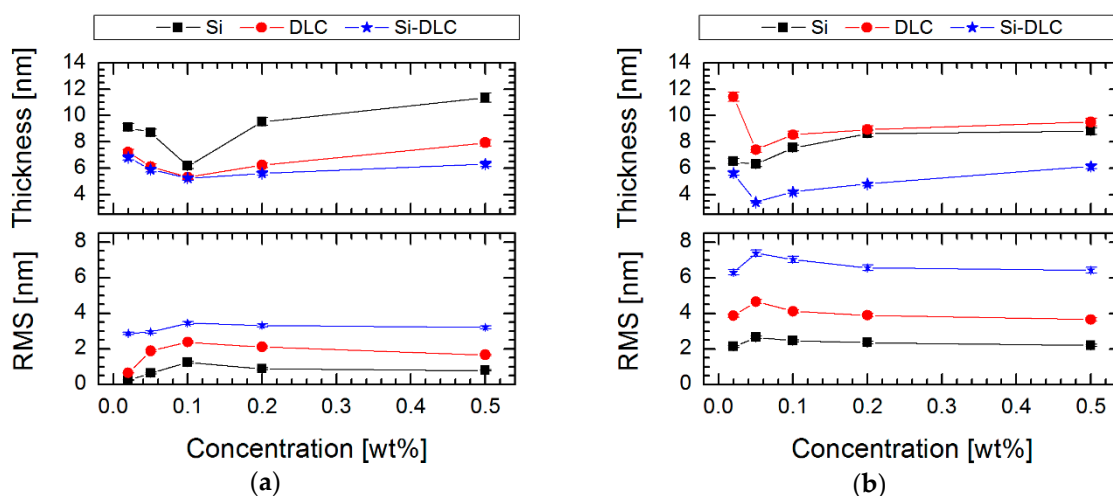 Si DLC Si-DLC
14
12
10
8
6
4
Thickness [nm]
8
6
4
2
0
RMS [nm]
0.0 0.1 0.2 0.3 0.4 0.5
Concentration [wt%]
(a)
Si DLC Si-DLC
14
12
10
8
6
4
Thickness [nm]
8
6
4
2
0
RMS [nm]
0.0 0.1 0.2 0.3 0.4 0.5
Concentration [wt%]
(b)